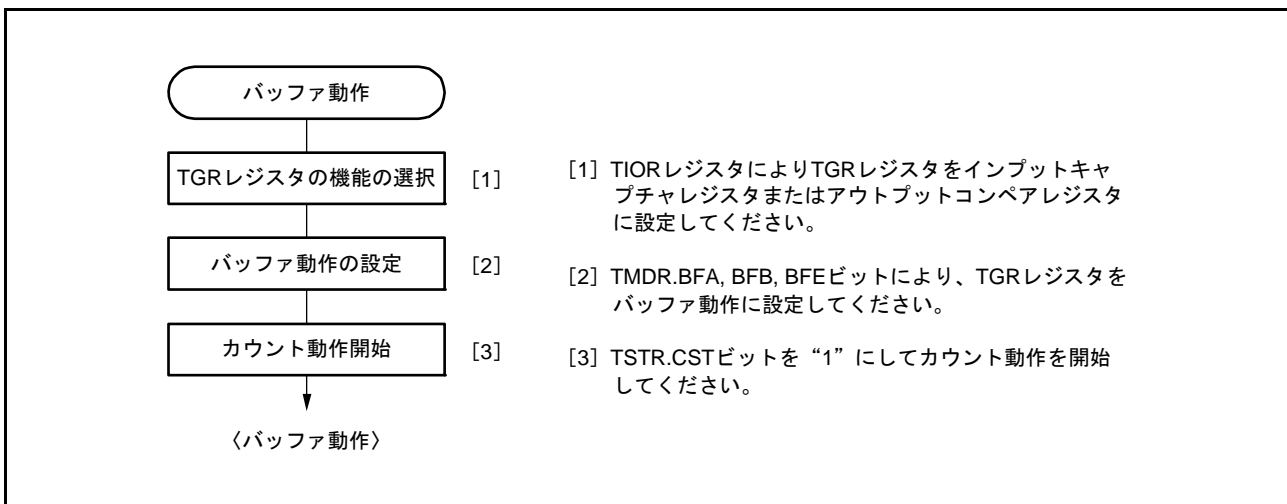 バッファ動作
TGRレジスタの機能の選択 [1]
バッファ動作の設定 [2]
カウント動作開始 [3]
〈バッファ動作〉
[1] TIORレジスタによりTGRレジスタをインプットキャ
プチャレジスタまたはアウトプットコンペアレジスタ
に設定してください。
[2] TMDR.BFA, BFB, BFEビットにより、TGRレジスタを
バッファ動作に設定してください。
[3] TSTR.CSTビットを“1”にしてカウント動作を開始
してください。